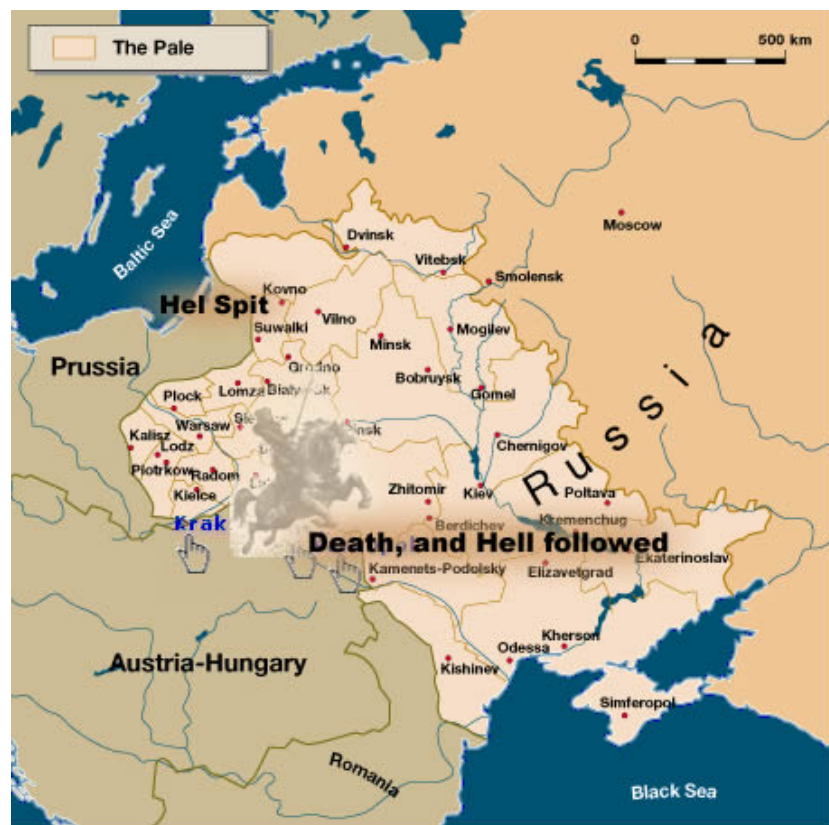 The Pale
0 500 km
Moscow
Baltic Sea
Dvinsk
Vitebsk
Smolensk
Kovno
Hel Spit
Vilno
Suwalki
Mogilev
Minsk
Russia
Prussia
Grodno
Bobruysk
Lomza
Gomel
Plock
Warsaw
Kalisz
Lodz
Chernigov
Piotrkow
Radom
Kielce
Zhitomir
Kiev
Poltava
Krak
Berdichev
Kremenchug
Death, and Hell followed
Ekaterinoslav
Kamenets-Podolsky
Elizavetgrad
Kherson
Odessa
Austria-Hungary
Kishinev
Simferopol
Romania
Black Sea